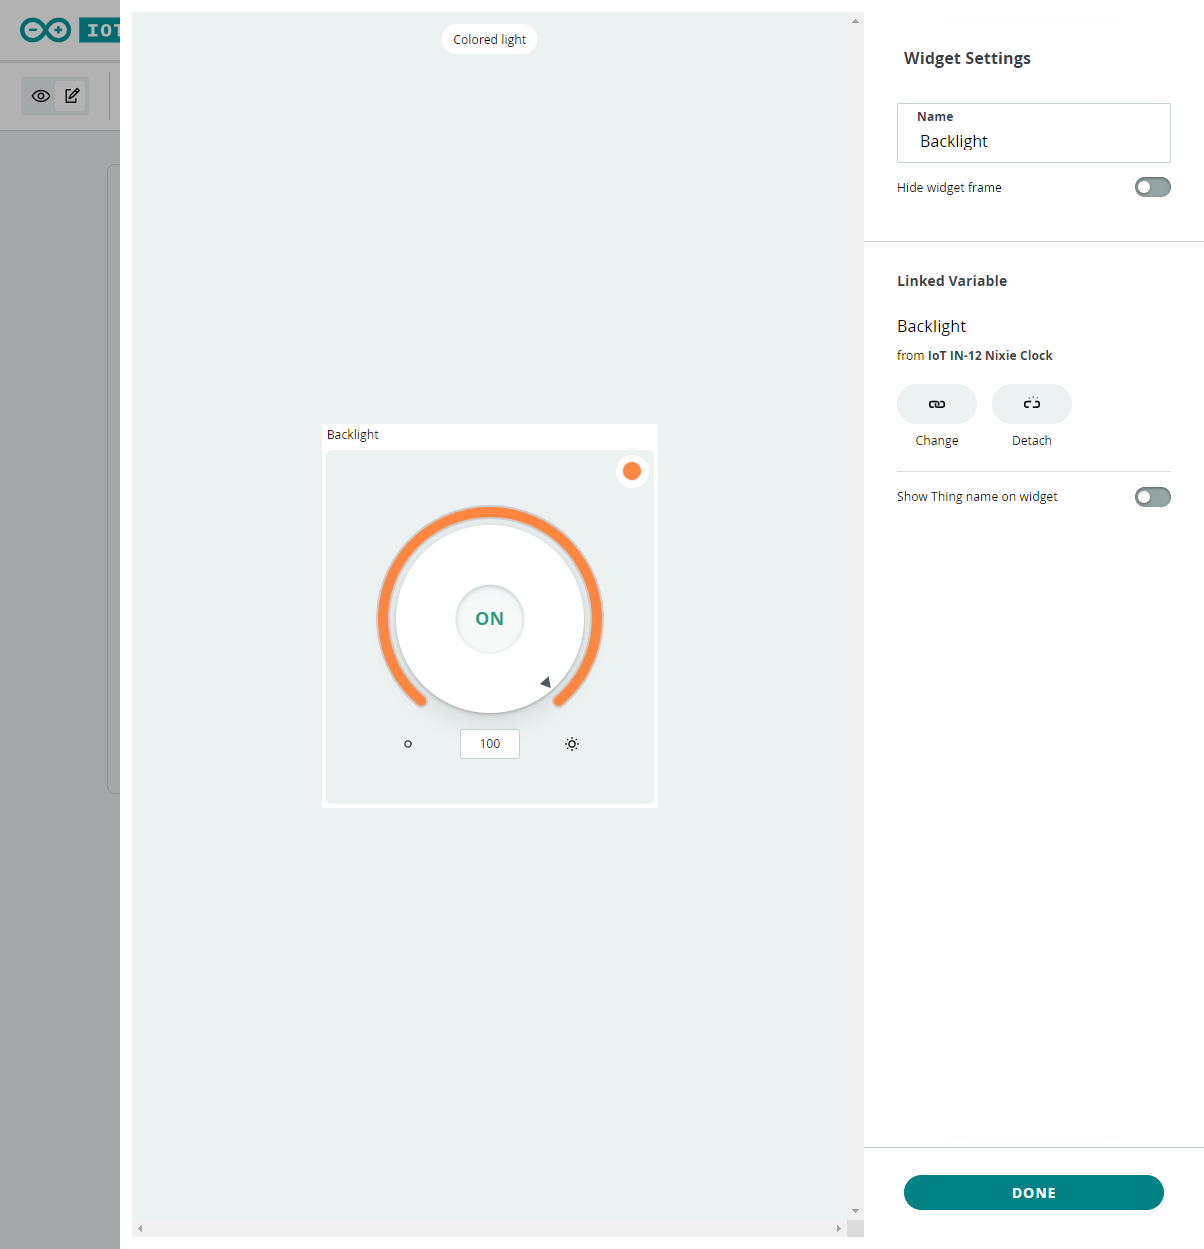 IOT
Colored light
Widget Settings
Name
Backlight
Hide widget frame
Linked Variable
Backlight
from IoT IN-12 Nixie Clock
Change
Detach
Show Thing name on widget
Backlight
ON
100
DONE